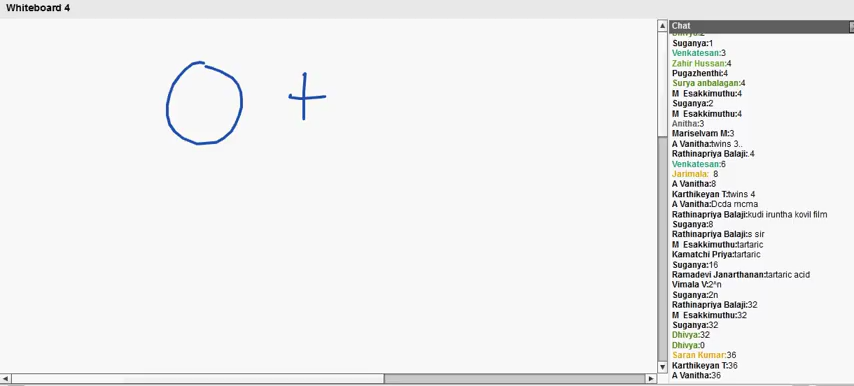 Whiteboard 4
Chat
Suganya:1
Venkatesan:3
Zahir Hussan:4
Pugazhenthi:4
Surya anbalagan:4
M Esakkimuthu:4
Suganya:2
M Esakkimuthu:4
Anitha:3
Mariselvam M:3
A Vanitha:twins 3..
Rathinapriya Balaji:.4
Venkatesan:6
Jarimala: 8
A Vanitha:8
Karthikeyan T:twins 4
A Vanitha:Dcda mcma
Rathinapriya Balaji:kudi iruntha kovil film
Suganya:8
Rathinapriya Balaji:s sir
M Esakkimuthu:tartaric
Kamatchi Priya:tartaric
Suganya:16
Ramadevi Janarthanan:tartaric acid
Vimala V:2^n
Suganya:2n
Rathinapriya Balaji:32
M Esakkimuthu:32
Suganya:32
Dhivya:32
Dhivya:0
Saran Kumar:36
Karthikeyan T:36
A Vanitha:36
O +